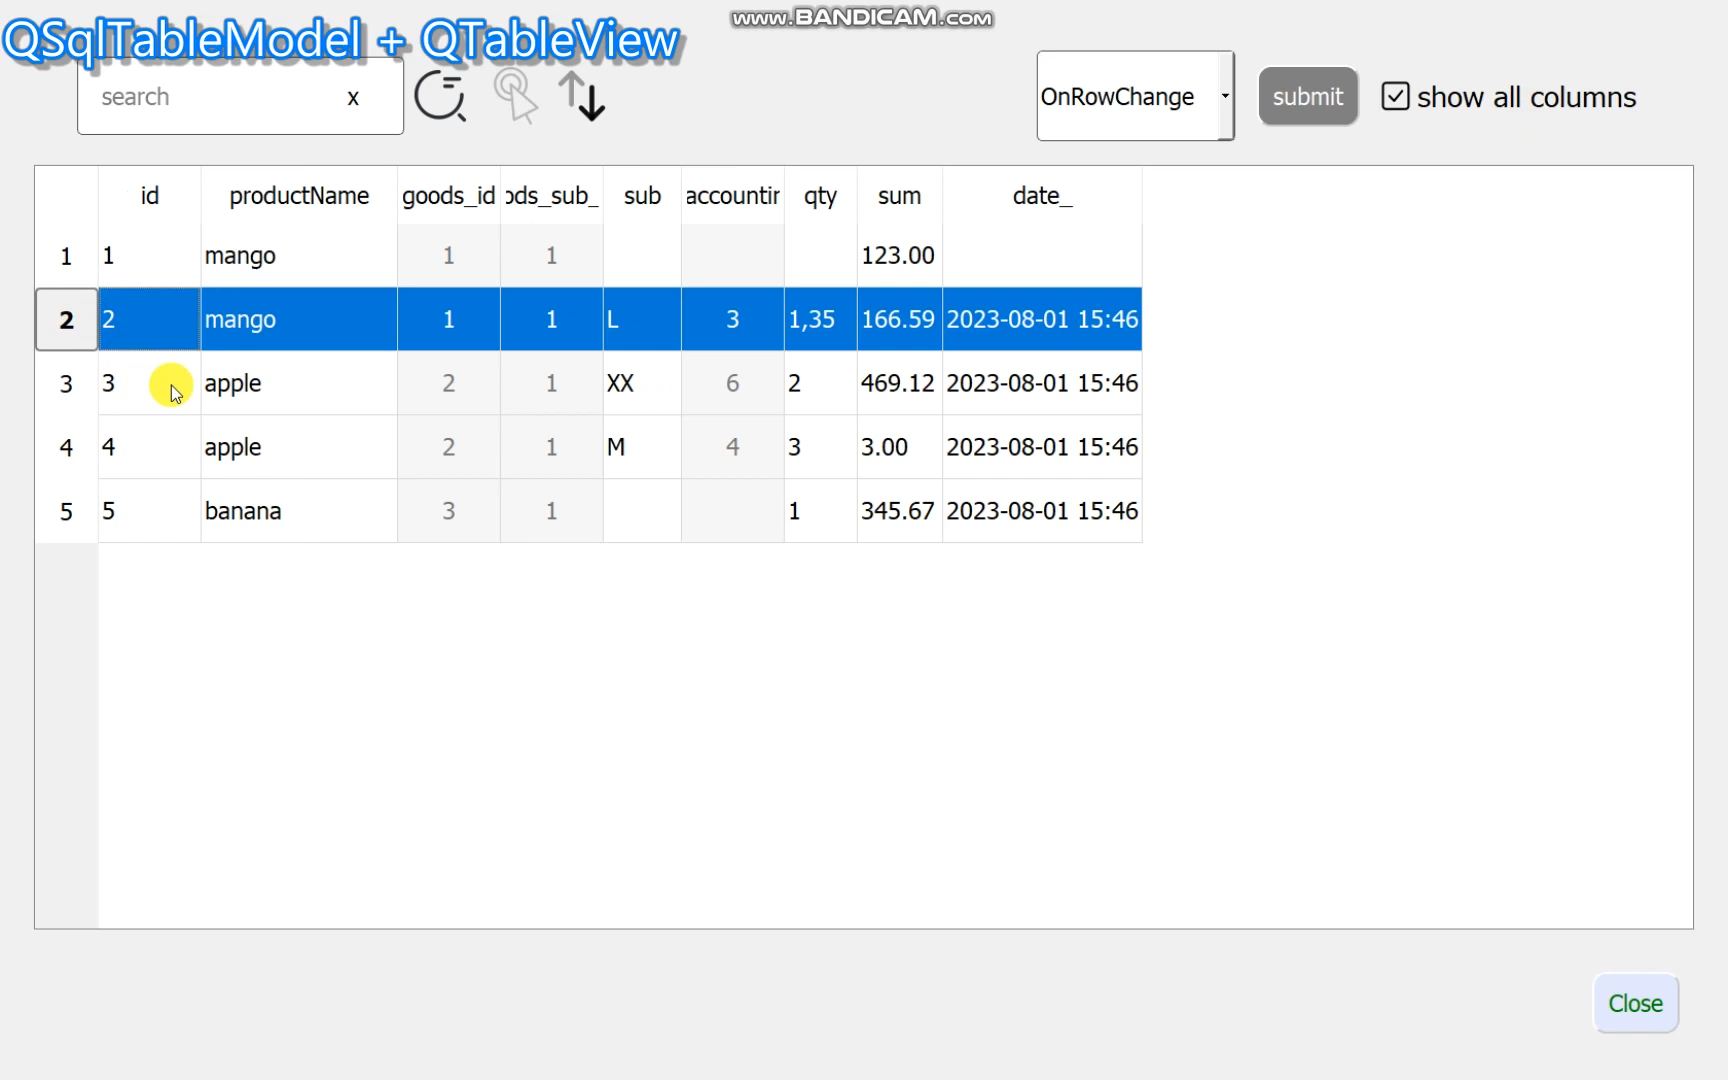 www.BANDICAM.com
QSqlTableModel + QTableView
search x OnRowChange submit show all columns
id productName goods_id ods_sub_ sub accountin qty sum date_
1 1 mango 1 1 123.00
2 2 mango 1 1 L 3 1,35 166.59 2023-08-01 15:46
3 3 apple 2 1 XX 6 2 469.12 2023-08-01 15:46
4 4 apple 2 1 M 4 3 3.00 2023-08-01 15:46
5 5 banana 3 1 1 345.67 2023-08-01 15:46
Close